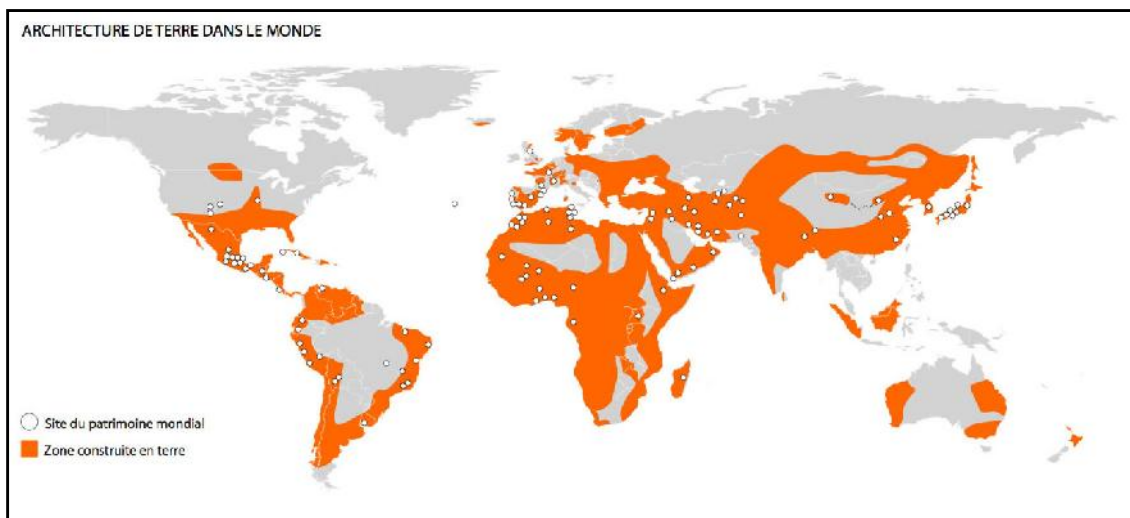 ARCHITECTURE DE TERRE DANS LE MONDE
Site du patrimoine mondial
Zone construite en terre